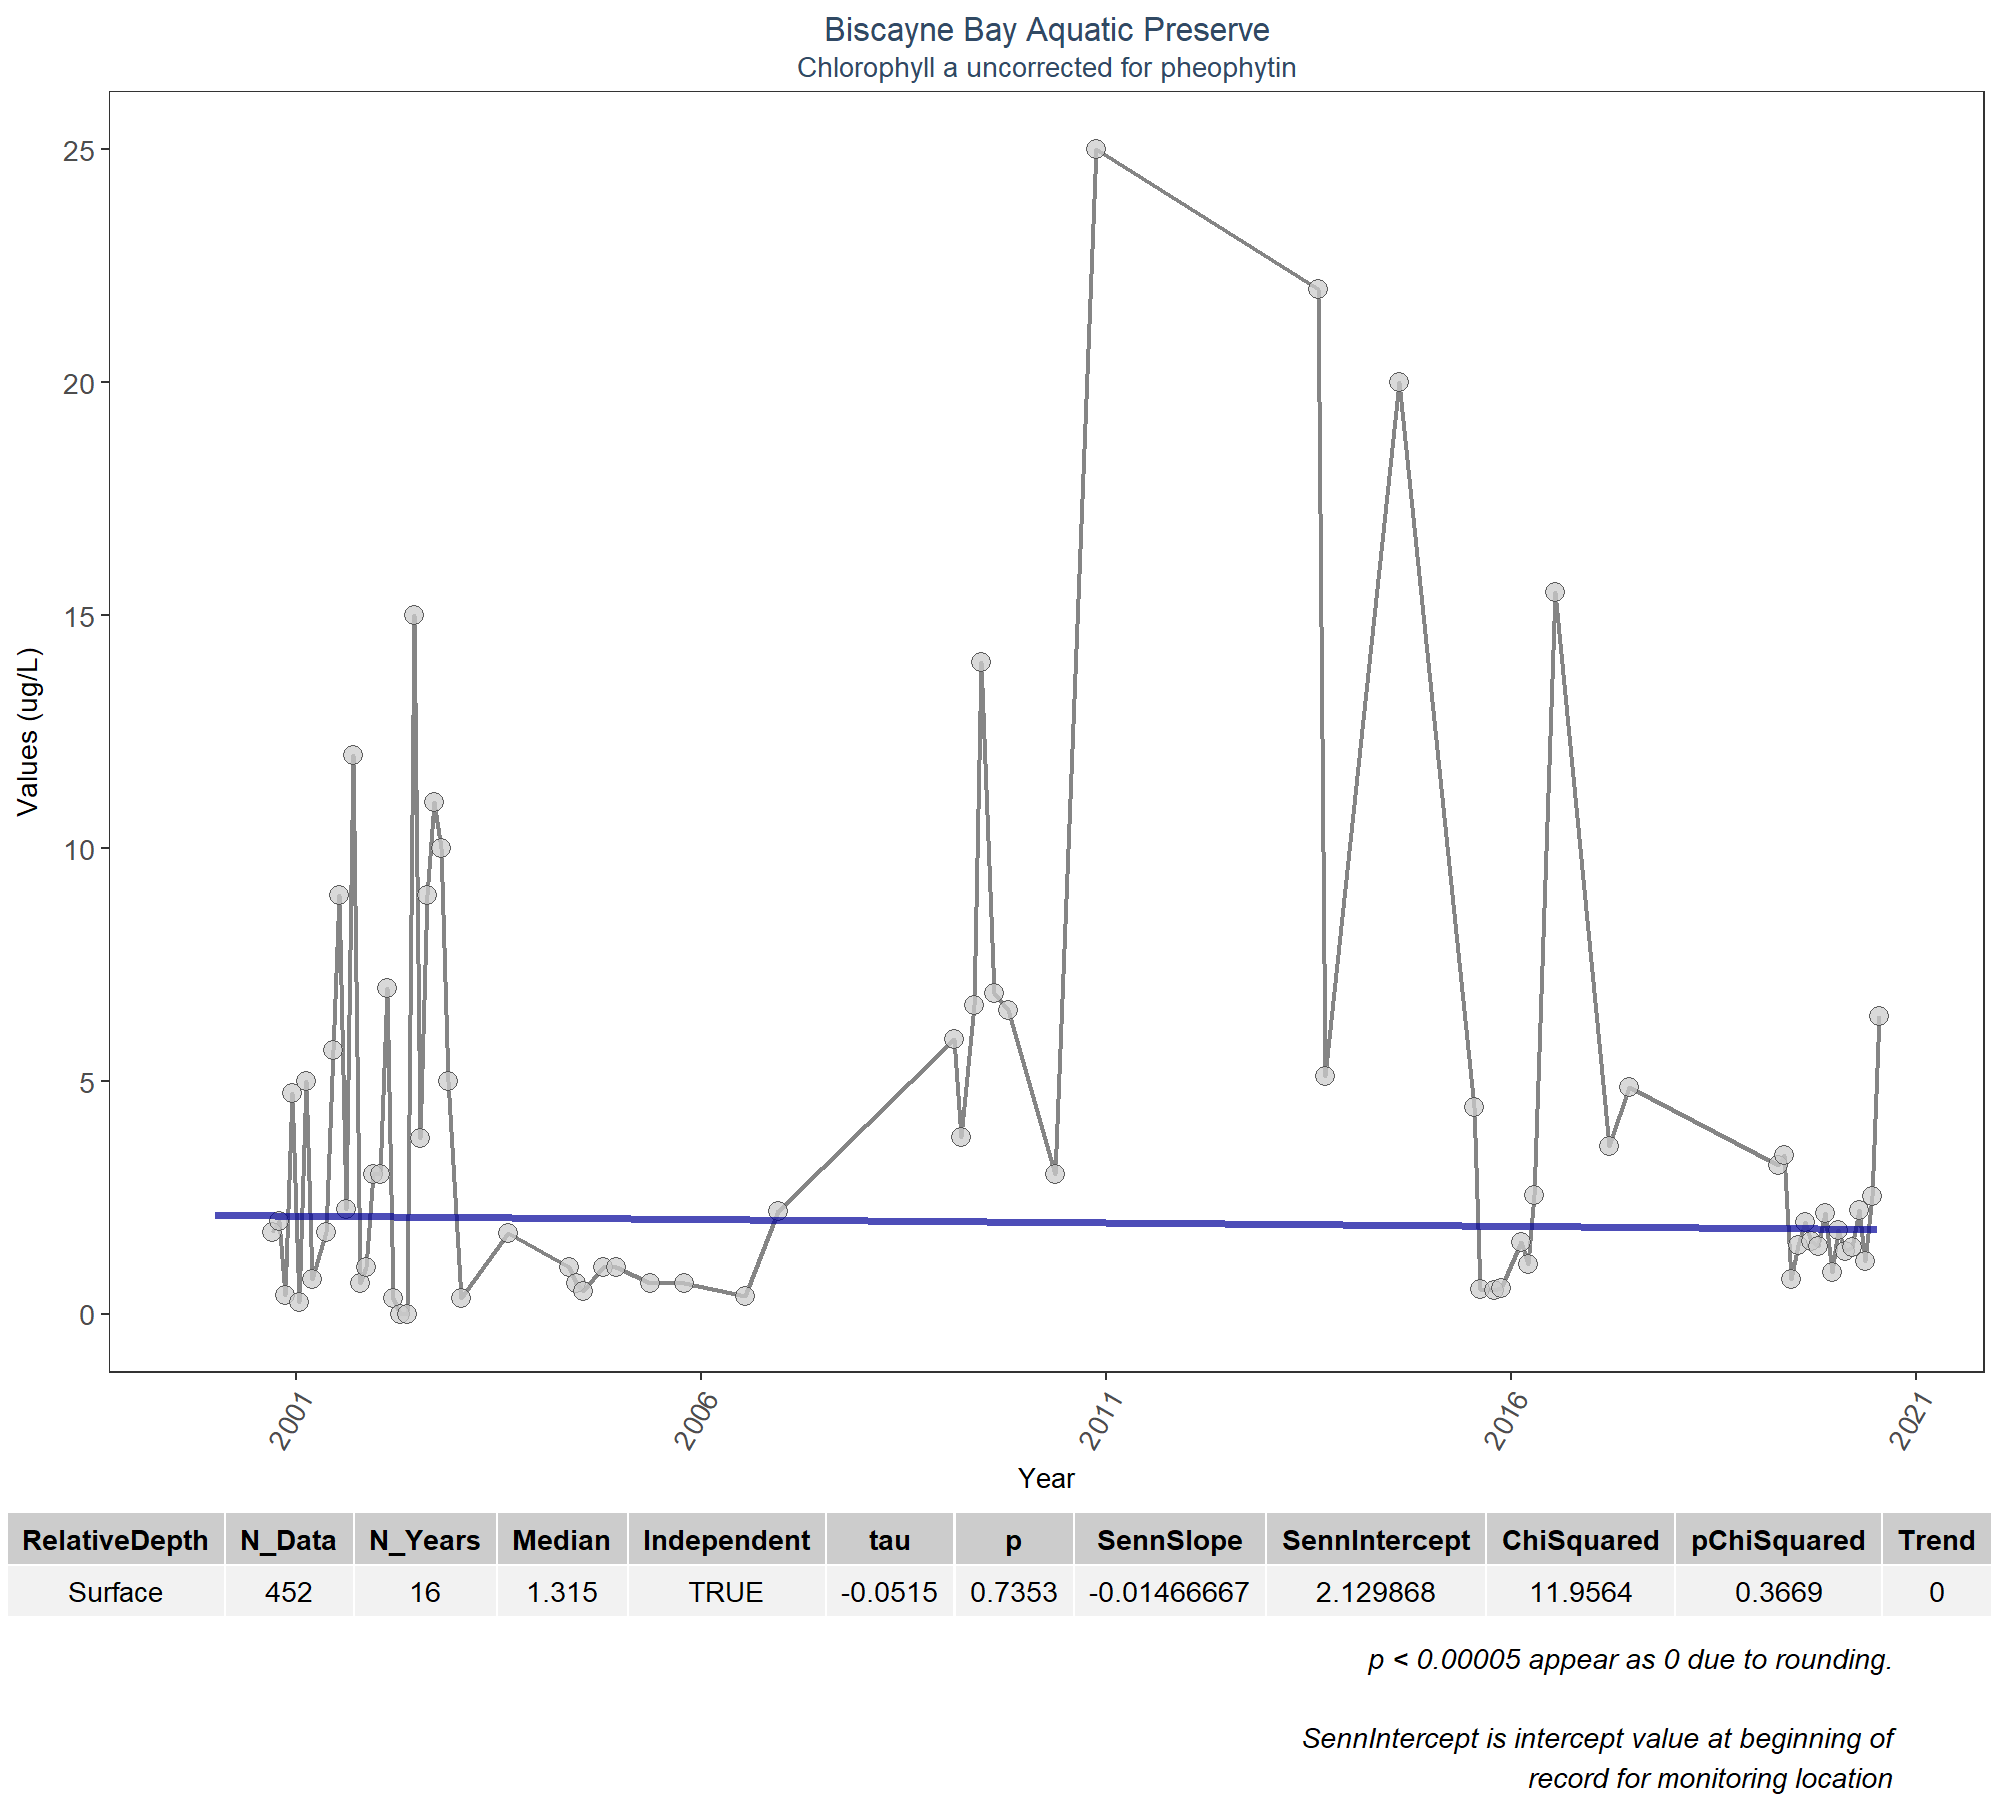 Biscayne Bay Aquatic Preserve
Chlorophyll a uncorrected for pheophytin
Values (ug/L)
25
20
15
10
5
0
2001 2006 2011 2016 2021
Year
RelativeDepth N_Data N_Years Median Independent tau p SennSlope SennIntercept ChiSquared pChiSquared Trend
Surface 452 16 1.315 TRUE -0.0515 0.7353 -0.01466667 2.129868 11.9564 0.3669 0
p < 0.00005 appear as 0 due to rounding.
SennIntercept is intercept value at beginning of
record for monitoring location